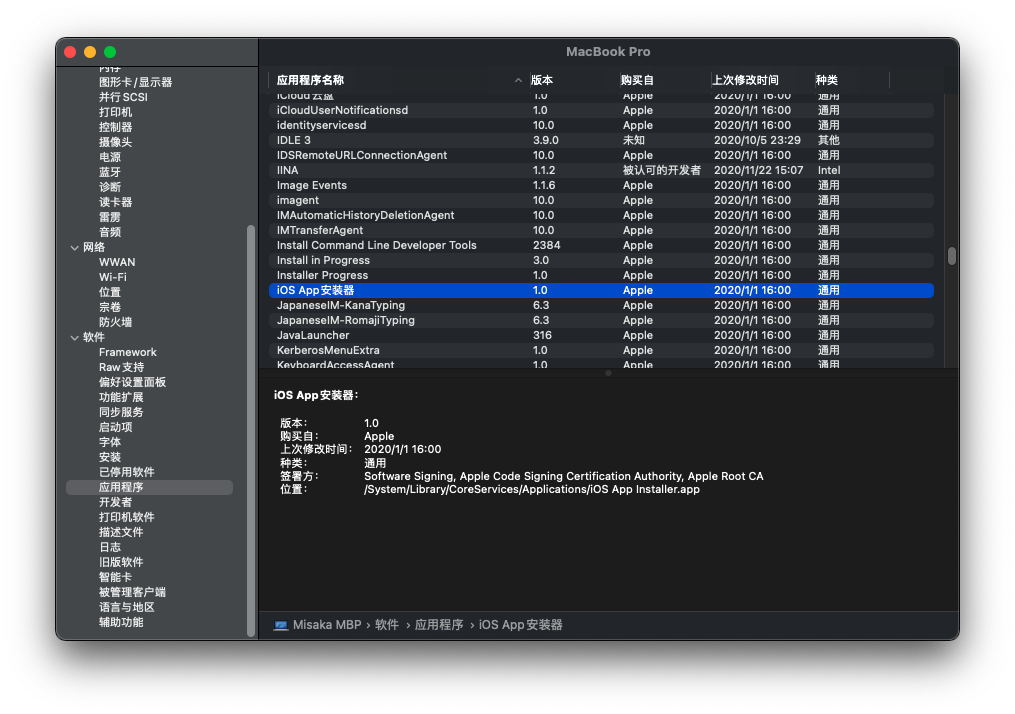 MacBook Pro
内存
图形卡/显示器
并行SCSI
打印机
控制器
摄像头
电源
蓝牙
诊断
读卡器
雷雳
音频
网络
WWAN
Wi-Fi
位置
宗卷
防火墙
软件
Framework
Raw支持
偏好设置面板
功能扩展
同步服务
启动项
字体
安装
已停用软件
应用程序
开发者
打印机软件
描述文件
日志
旧版软件
智能卡
被管理客户端
语言与地区
辅助功能
应用程序名称 版本 购买自 上次修改时间 种类
iCloud 云盘 1.0 Apple 2020/1/1 16:00 通用
iCloudUserNotificationsd 1.0 Apple 2020/1/1 16:00 通用
identityservicesd 10.0 Apple 2020/1/1 16:00 通用
IDLE 3 3.9.0 未知 2020/10/5 23:29 其他
IDSRemoteURLConnectionAgent 10.0 Apple 2020/1/1 16:00 通用
IINA 1.1.2 被认可的开发者 2020/11/22 15:07 Intel
Image Events 1.1.6 Apple 2020/1/1 16:00 通用
imagent 10.0 Apple 2020/1/1 16:00 通用
IMAutomaticHistoryDeletionAgent 10.0 Apple 2020/1/1 16:00 通用
IMTransferAgent 10.0 Apple 2020/1/1 16:00 通用
Install Command Line Developer Tools 2384 Apple 2020/1/1 16:00 通用
Install in Progress 3.0 Apple 2020/1/1 16:00 通用
Installer Progress 1.0 Apple 2020/1/1 16:00 通用
iOS App安装器 1.0 Apple 2020/1/1 16:00 通用
JapaneseIM-KanaTyping 6.3 Apple 2020/1/1 16:00 通用
JapaneseIM-RomajiTyping 6.3 Apple 2020/1/1 16:00 通用
JavaLauncher 316 Apple 2020/1/1 16:00 通用
KerberosMenuExtra 1.0 Apple 2020/1/1 16:00 通用
KeyboardAccessAgent 1.0 Apple 2020/1/1 16:00 通用
iOS App安装器：
版本： 1.0
购买自： Apple
上次修改时间： 2020/1/1 16:00
种类： 通用
签署方： Software Signing, Apple Code Signing Certification Authority, Apple Root CA
位置： /System/Library/CoreServices/Applications/iOS App Installer.app
Misaka MBP › 软件 › 应用程序 › iOS App安装器